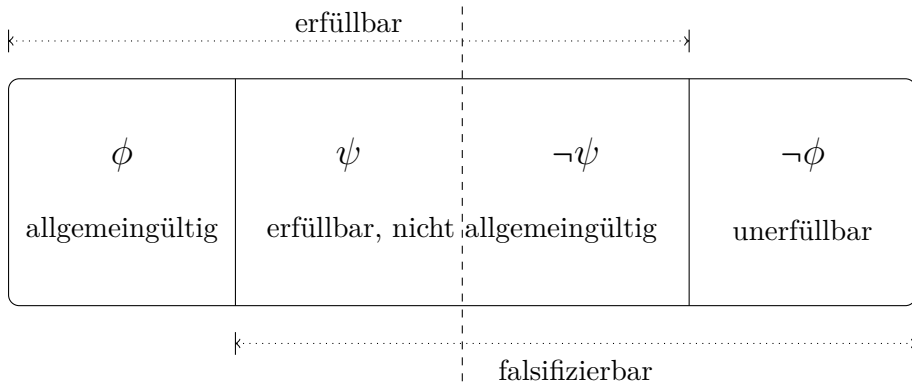 erfüllbar
ϕ ψ ¬ψ ¬ϕ
allgemeingültig erfüllbar, nicht allgemeingültig unerfüllbar
falsifizierbar